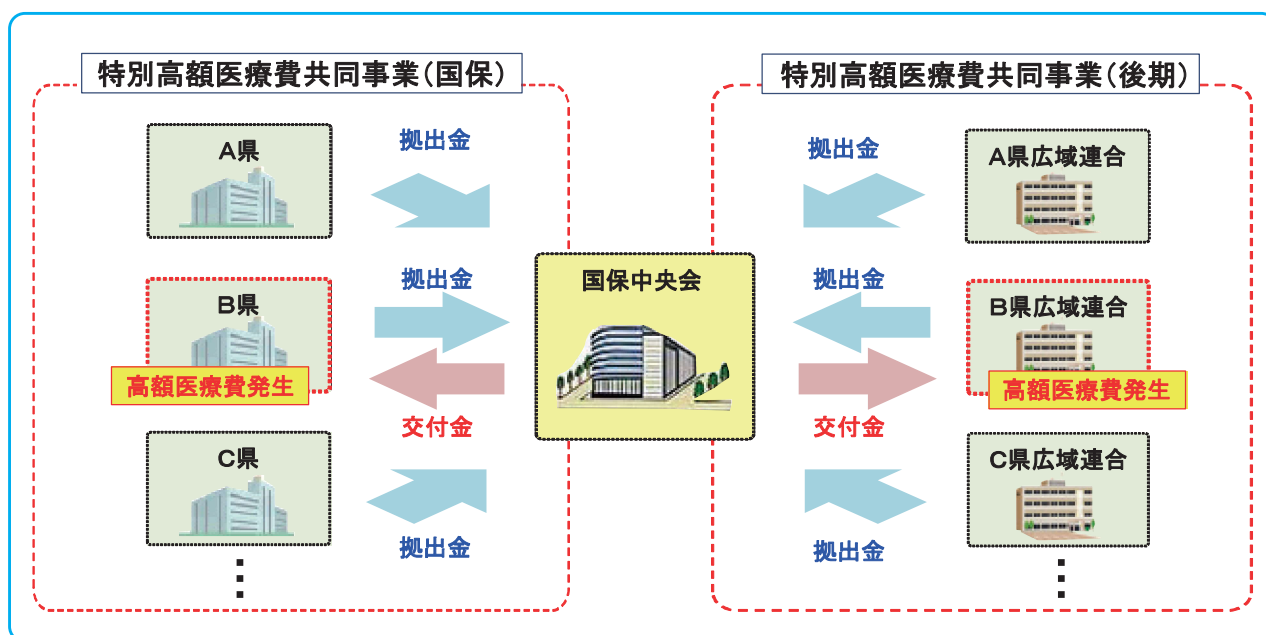 特別高額医療費共同事業(国保)
A県
拠出金
B県
高額医療費発生
拠出金
交付金
C県
拠出金
⋮
国保中央会
特別高額医療費共同事業(後期)
拠出金
A県広域連合
拠出金
B県広域連合
高額医療費発生
交付金
C県広域連合
拠出金
⋮